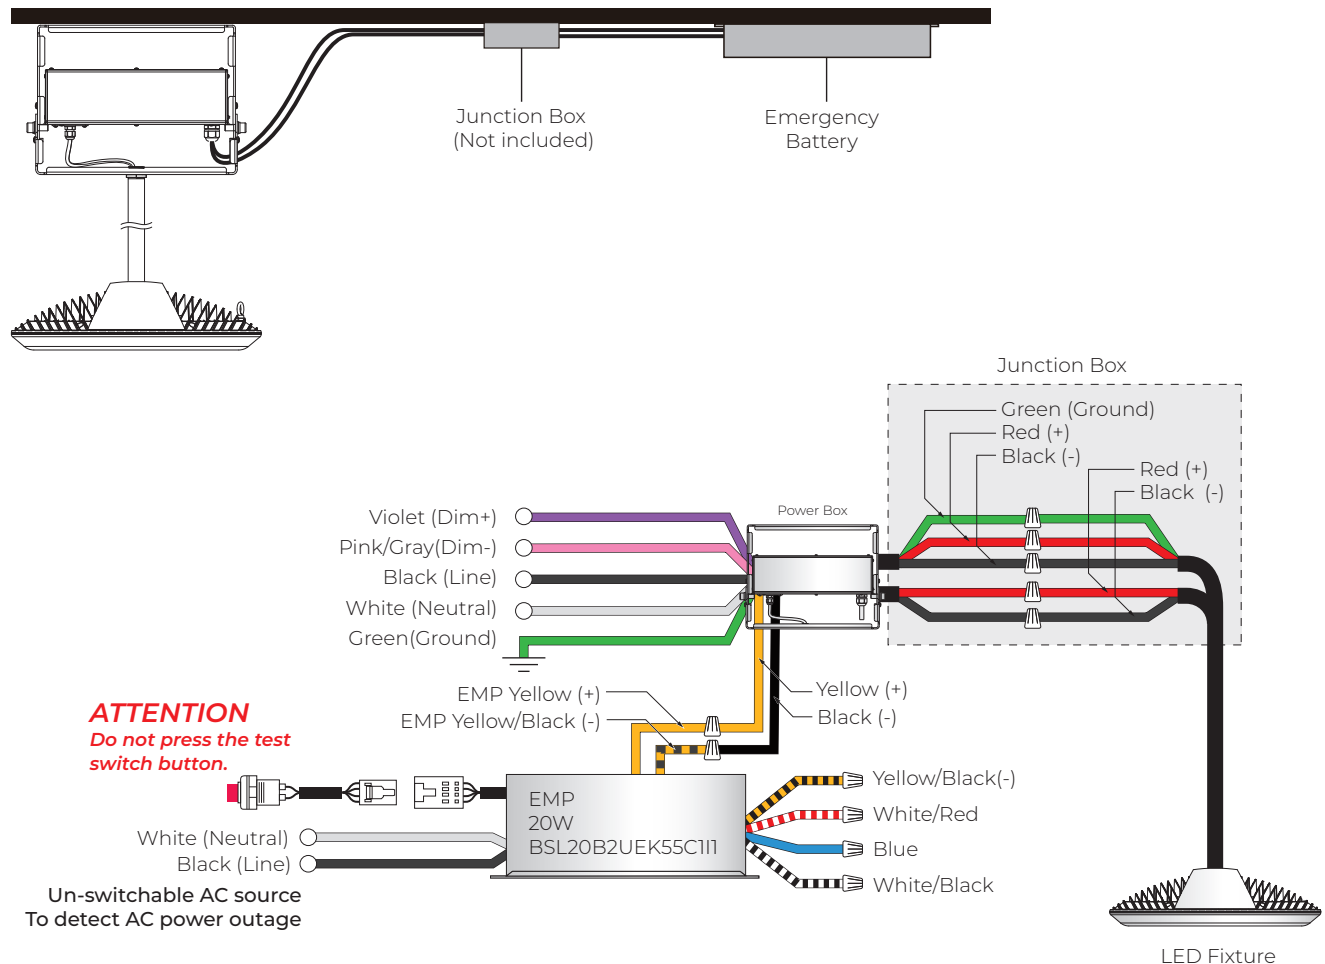 Junction Box
(Not included)
Emergency
Battery
Junction Box
Green (Ground)
Red (+)
Black (-)
Red (+)
Black (-)
Power Box
Violet (Dim+)
Pink/Gray(Dim-)
Black (Line)
White (Neutral)
Green(Ground)
EMP Yellow (+)
EMP Yellow/Black (-)
Yellow (+)
Black (-)
ATTENTION
Do not press the test
switch button.
EMP
20W
BSL20B2UEK55C1I1
White (Neutral)
Black (Line)
Un-switchable AC source
To detect AC power outage
Yellow/Black(-)
White/Red
Blue
White/Black
LED Fixture